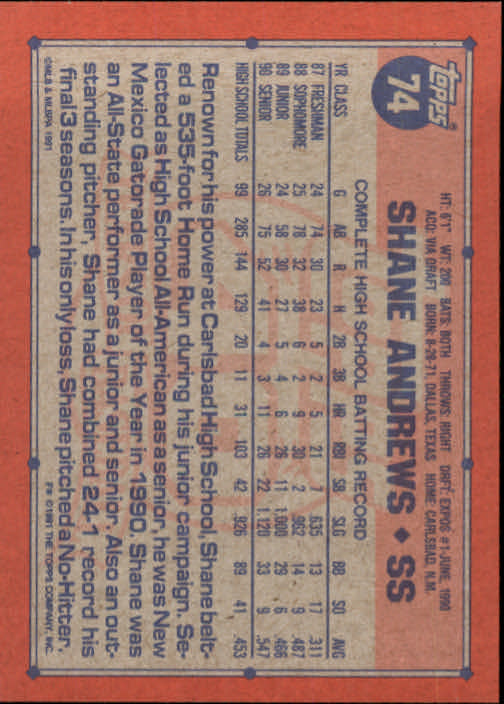 topps®
74
HT: 6'1" WT: 200 BATS: BOTH THROWS: RIGHT DRFT: EXPOS #1-JUNE, 1990
ACQ: VIA DRAFT BORN: 8-28-71, DALLAS, TEXAS HOME: CARLSBAD, N.M.
SHANE ANDREWS ♦ SS
COMPLETE HIGH SCHOOL BATTING RECORD
YR CLASS G AB R H 2B 3B HR RBI SB SLG BB SO AVG
87 FRESHMAN 24 74 30 23 5 2 5 21 7 .635 13 17 .311
88 SOPHOMORE 25 78 32 38 6 2 9 30 2 .962 14 9 .487
89 JUNIOR 24 58 30 27 5 4 6 26 11 1.000 29 6 .466
90 SENIOR 26 75 52 41 4 3 11 26 22 1.120 33 9 .547
HIGH SCHOOL TOTALS 99 285 144 129 20 11 31 103 42 .926 89 41 .453
Renown for his power at Carlsbad High School, Shane belt-
ed a 535-foot Home Run during his junior campaign. Se-
lected as High School All-American as a senior, he was New
Mexico Gatorade Player of the Year in 1990. Shane was
an All-State performer as a junior and senior. Also an out-
standing pitcher, Shane had combined 24-1 record his
final 3 seasons. In his only loss, Shane pitched a No-Hitter.
©MLB & MLBPA 1991
F* ©1991 THE TOPPS COMPANY, INC.